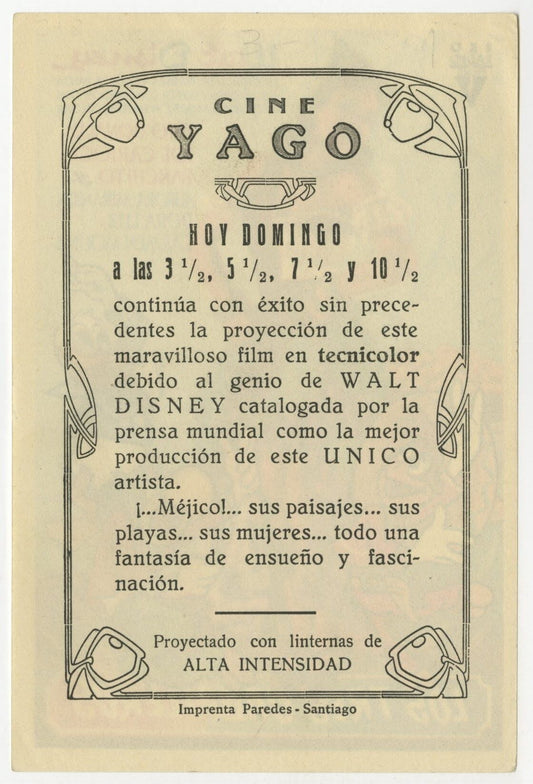 CINE
YAGO
HOY DOMINGO
a las 3 1/2, 5 1/2, 7 1/2 y 10 1/2
continúa con éxito sin prece-
dentes la proyección de este
maravilloso film en tecnicolor
debido al genio de WALT
DISNEY catalogada por la
prensa mundial como la mejor
producción de este UNICO
artista.
¡...Méjico!... sus paisajes... sus
playas... sus mujeres... todo una
fantasía de ensueño y fasci-
nación.
Proyectado con linternas de
ALTA INTENSIDAD
Imprenta Paredes - Santiago